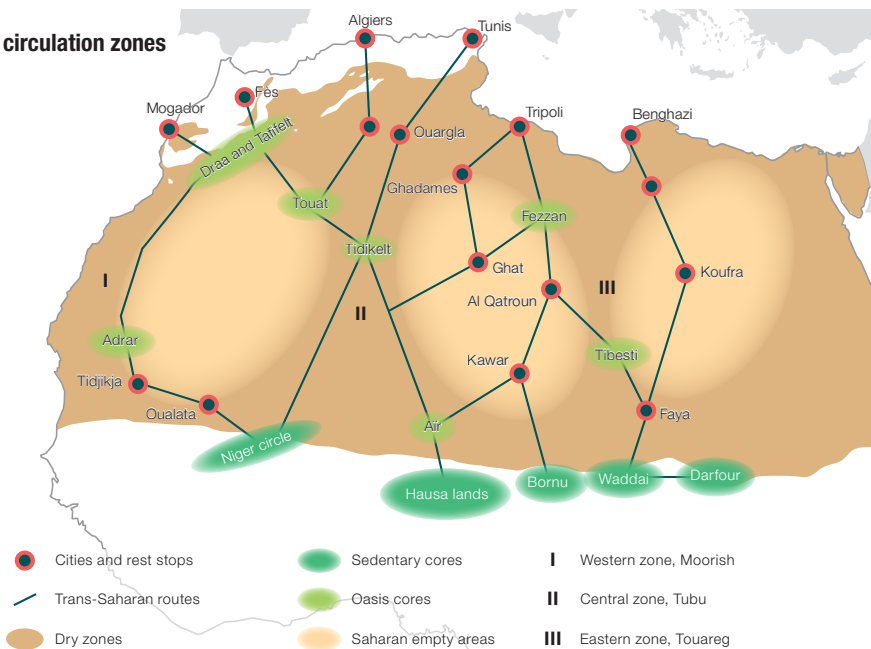 circulation zones
Algiers
Tunis
Fès
Mogador
Tripoli
Benghazi
Ouargla
Draa and Tafifelt
Ghadames
Touat
Fezzan
Tidikelt
Ghat
Koufra
I
II
III
Al Qatroun
Adrar
Tibesti
Kawar
Tidjikja
Oualata
Faya
Aïr
Niger circle
Hausa lands
Bornu
Waddai
Darfour
Cities and rest stops
Trans-Saharan routes
Dry zones
Sedentary cores
Oasis cores
Saharan empty areas
I Western zone, Moorish
II Central zone, Tubu
III Eastern zone, Touareg